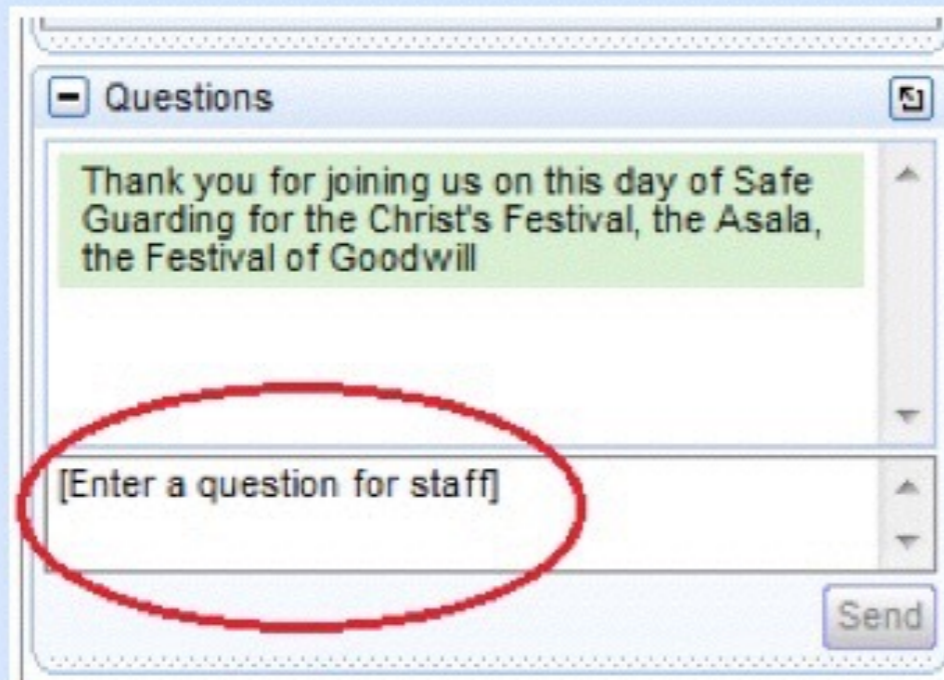 Questions
Thank you for joining us on this day of Safe
Guarding for the Christ's Festival, the Asala,
the Festival of Goodwill
[Enter a question for staff]
Send